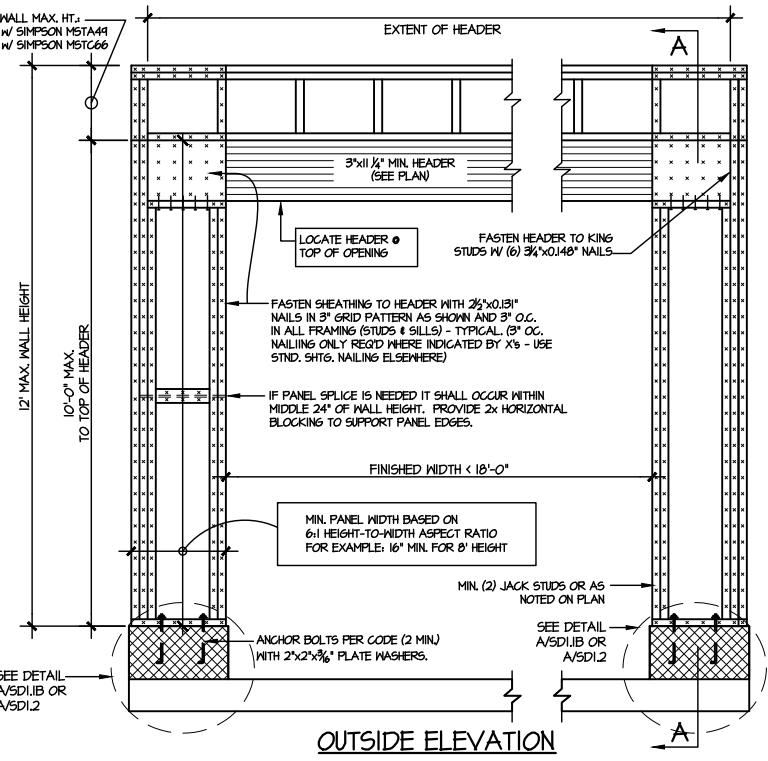 WALL MAX. HT.:
W/ SIMPSON MSTA49
W/ SIMPSON MSTC66
EXTENT OF HEADER
A
3"x11 1/4" MIN. HEADER
(SEE PLAN)
LOCATE HEADER @
TOP OF OPENING
FASTEN HEADER TO KING
STUDS W/ (6) 3 1/4"x0.148" NAILS
FASTEN SHEATHING TO HEADER WITH 2 1/2"x0.131"
NAILS IN 3" GRID PATTERN AS SHOWN AND 3" O.C.
IN ALL FRAMING (STUDS & SILLS) - TYPICAL. (3" OC.
NAILIING ONLY REQ'D WHERE INDICATED BY X's - USE
STND. SHTG. NAILING ELSEWHERE)
12' MAX. WALL HEIGHT
10'-0" MAX.
TO TOP OF HEADER
IF PANEL SPLICE IS NEEDED IT SHALL OCCUR WITHIN
MIDDLE 24" OF WALL HEIGHT. PROVIDE 2x HORIZONTAL
BLOCKING TO SUPPORT PANEL EDGES.
FINISHED WIDTH < 18'-0"
MIN. PANEL WIDTH BASED ON
6:1 HEIGHT-TO-WIDTH ASPECT RATIO
FOR EXAMPLE: 16" MIN. FOR 8' HEIGHT
MIN. (2) JACK STUDS OR AS
NOTED ON PLAN
SEE DETAIL
A/SD1.1B OR
A/SD1.2
ANCHOR BOLTS PER CODE (2 MIN.)
WITH 2"x2"x3/16" PLATE WASHERS.
SEE DETAIL
A/SD1.1B OR
A/SD1.2
A
OUTSIDE ELEVATION